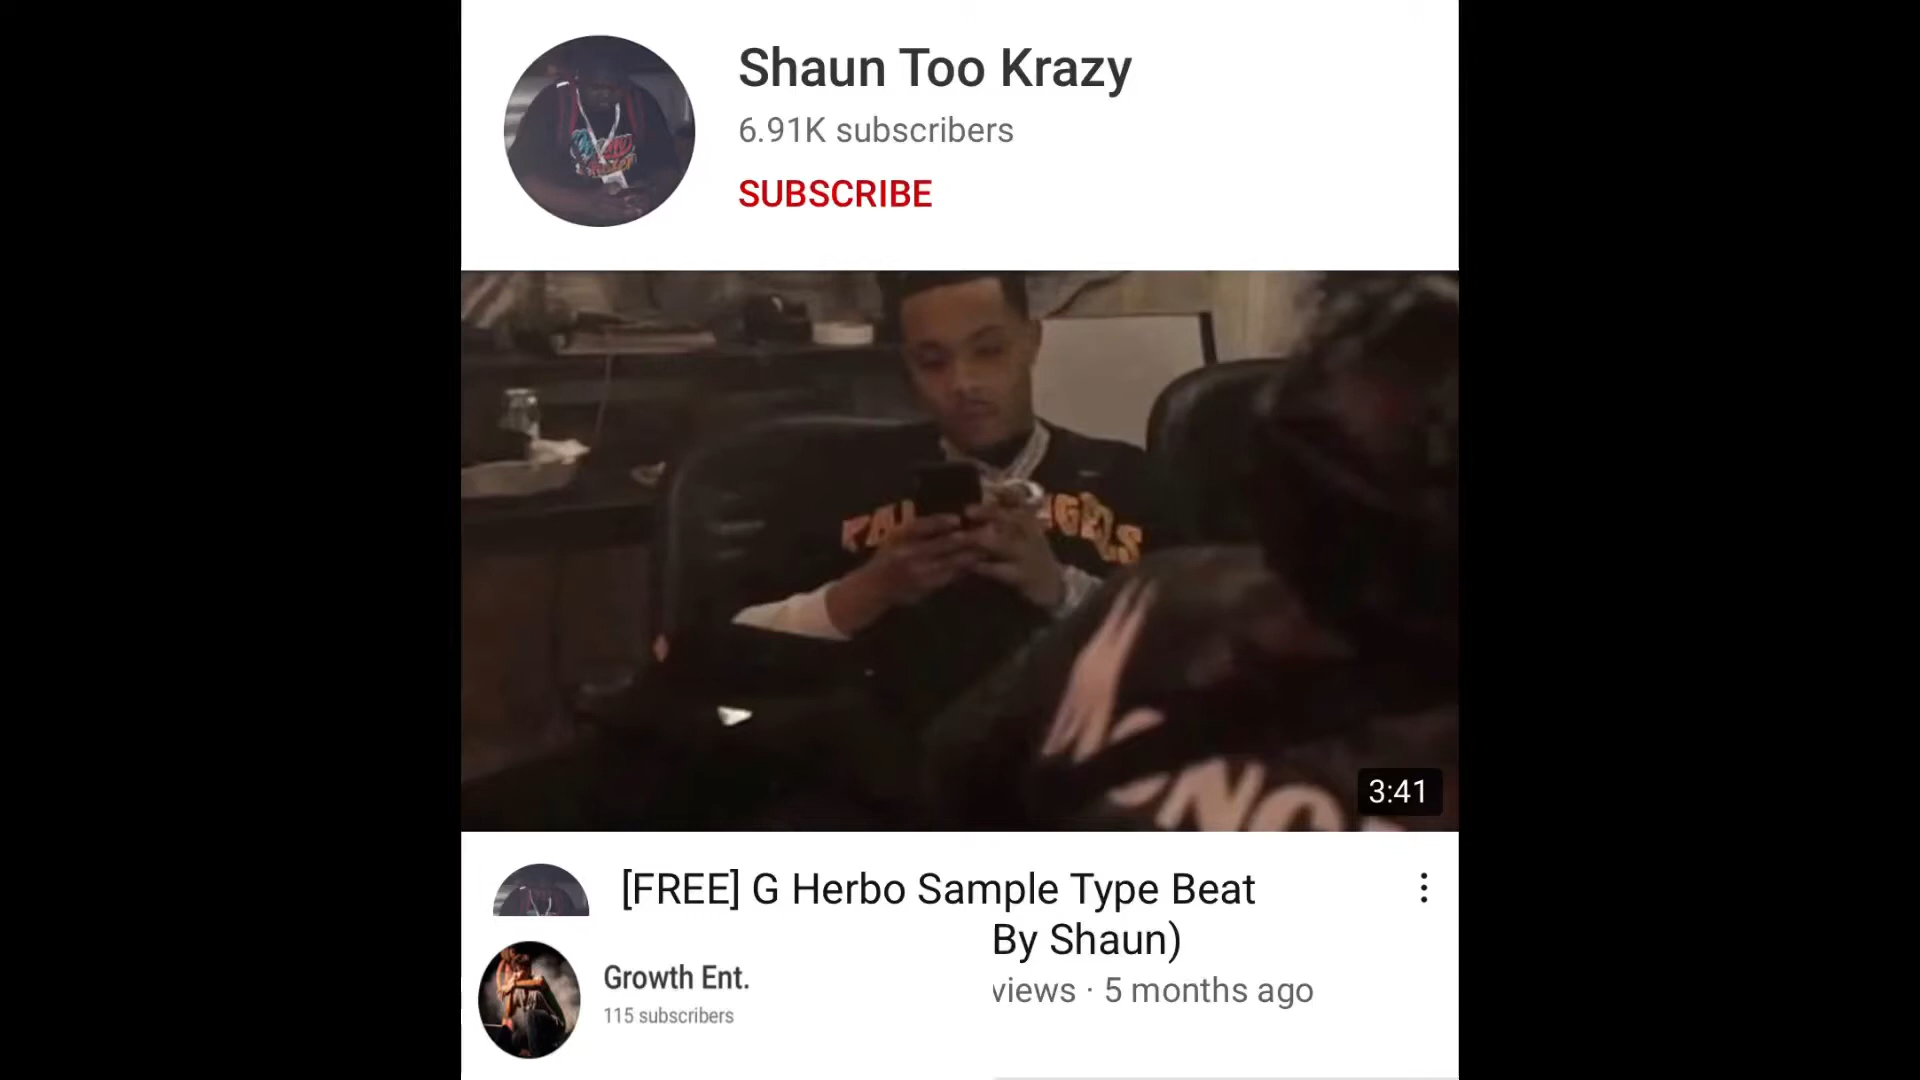 Shaun Too Krazy
6.91K subscribers
SUBSCRIBE
3:41
[FREE] G Herbo Sample Type Beat
By Shaun)
views · 5 months ago
Growth Ent.
115 subscribers